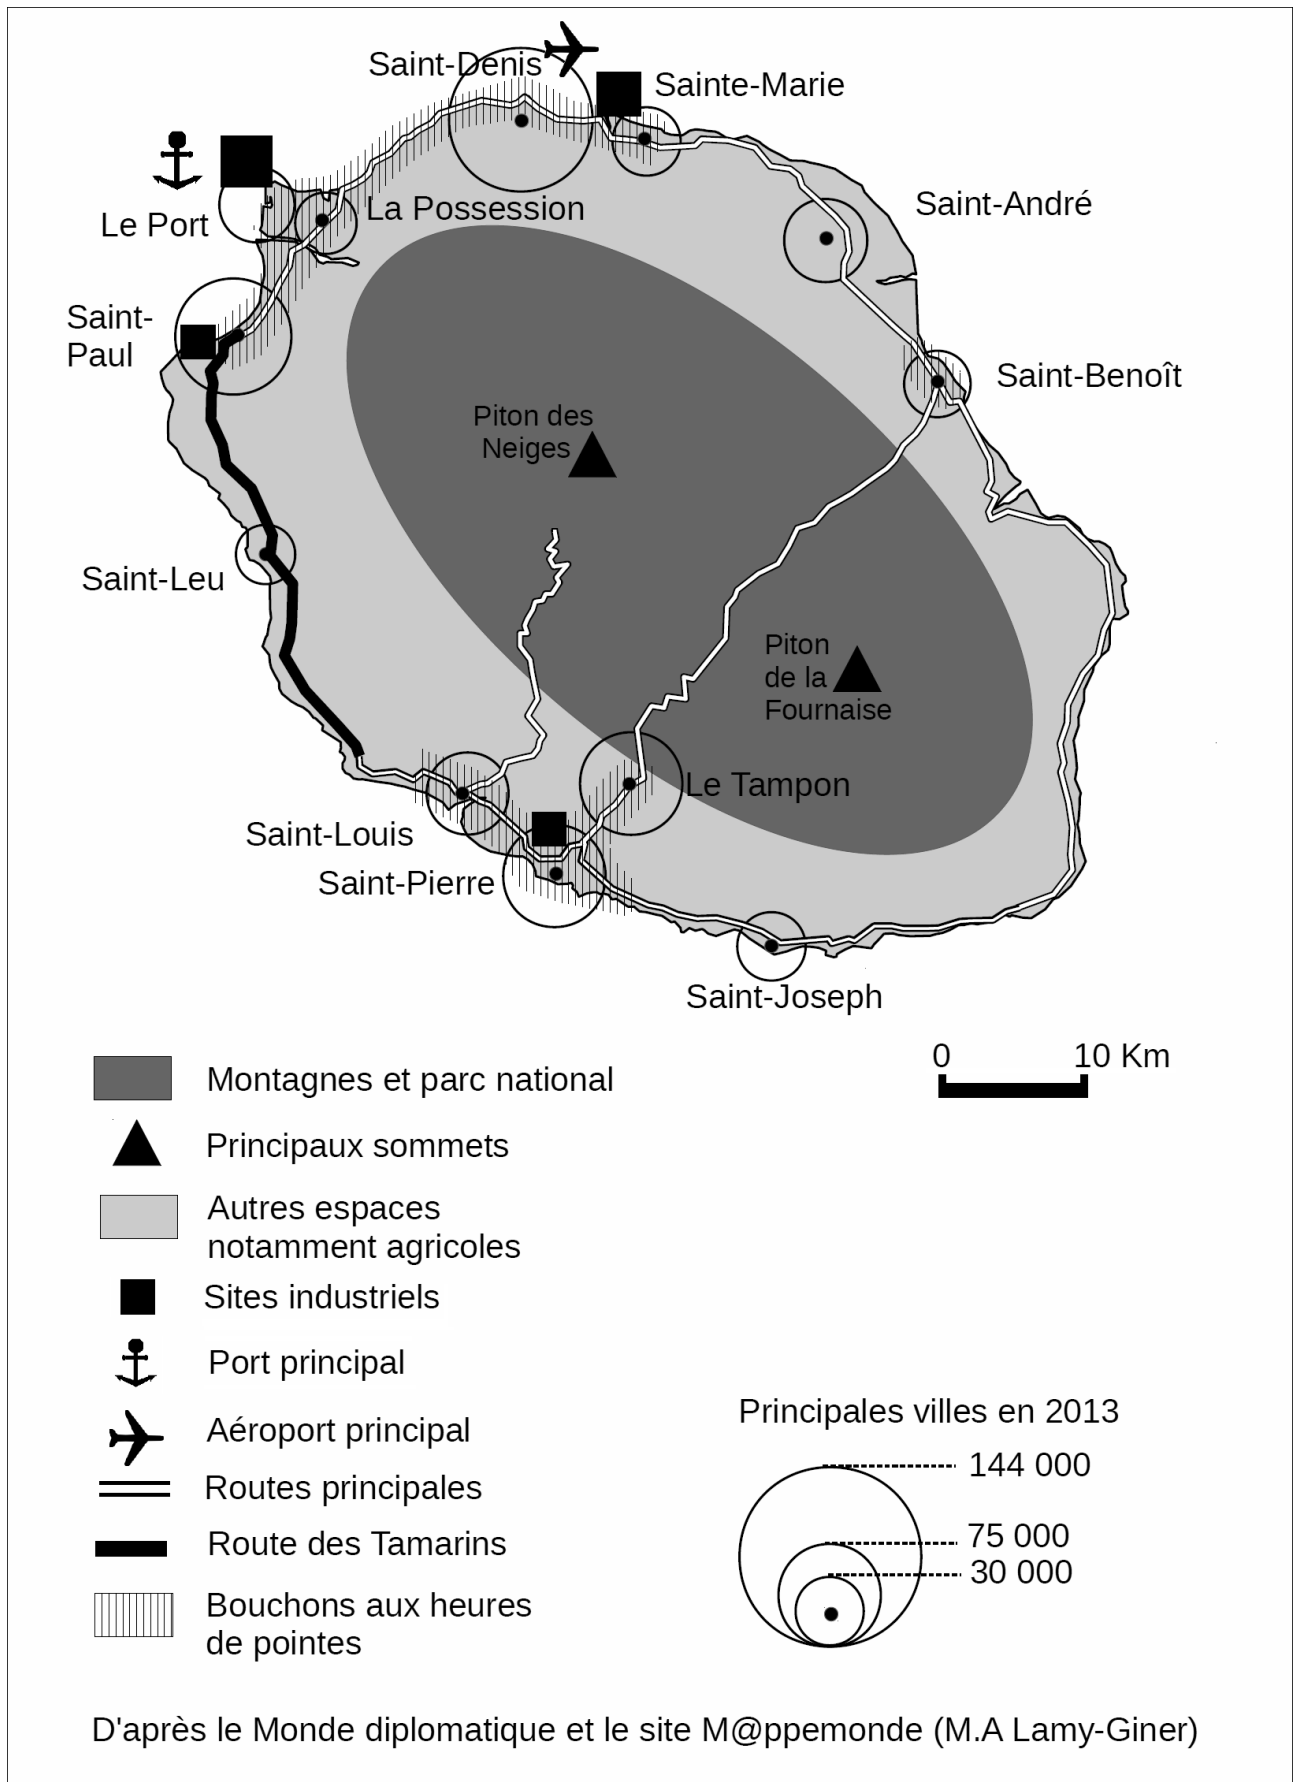 Saint-Denis
Sainte-Marie
Saint-André
La Possession
Le Port
Saint-
Paul
Saint-Benoît
Piton des
Neiges
Saint-Leu
Piton
de la
Fournaise
Le Tampon
Saint-Louis
Saint-Pierre
Saint-Joseph
0 10 Km
Montagnes et parc national
Principaux sommets
Autres espaces
notamment agricoles
Sites industriels
Port principal
Aéroport principal
Routes principales
Route des Tamarins
Bouchons aux heures
de pointes
Principales villes en 2013
144 000
75 000
30 000
D'après le Monde diplomatique et le site M@ppemonde (M.A Lamy-Giner)